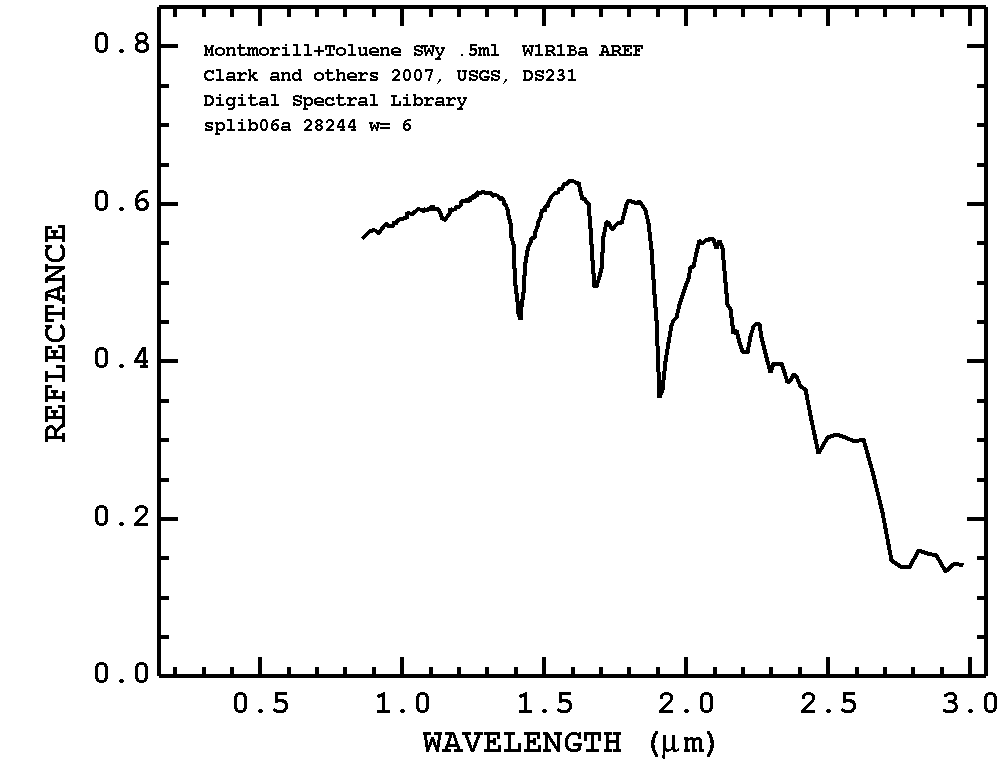 Montmorill+Toluene SWy .5ml  W1R1Ba AREF
Clark and others 2007, USGS, DS231
Digital Spectral Library
splib06a 28244 w= 6
REFLECTANCE
0.8
0.6
0.4
0.2
0.0
0.5 1.0 1.5 2.0 2.5 3.0
WAVELENGTH (μm)